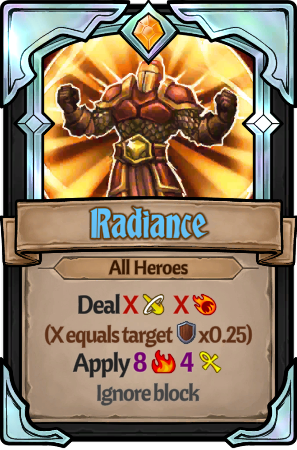 Radiance
All Heroes
Deal X X
(X equals target x0.25)
Apply 8 4
Ignore block